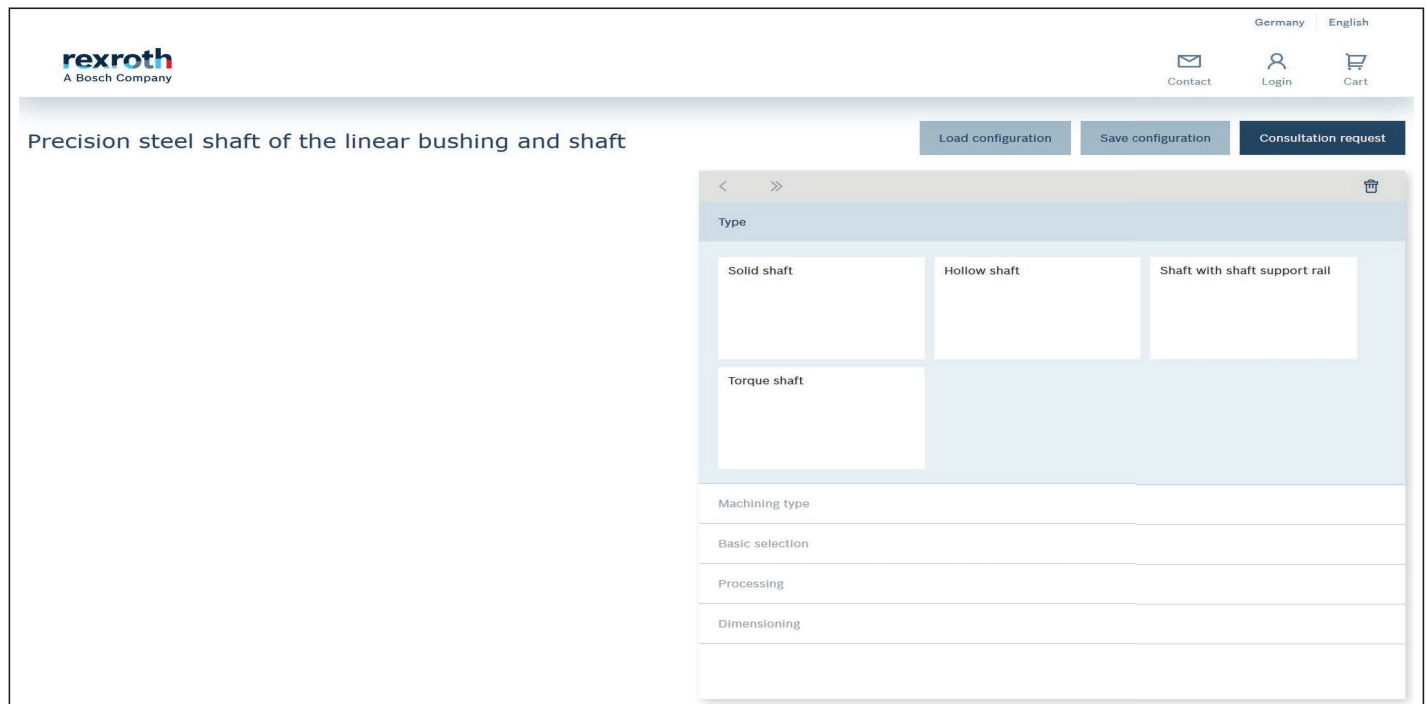 Germany English
rexroth
A Bosch Company
Contact Login Cart
Precision steel shaft of the linear bushing and shaft
Load configuration Save configuration Consultation request
Type
Solid shaft Hollow shaft Shaft with shaft support rail
Torque shaft
Machining type
Basic selection
Processing
Dimensioning